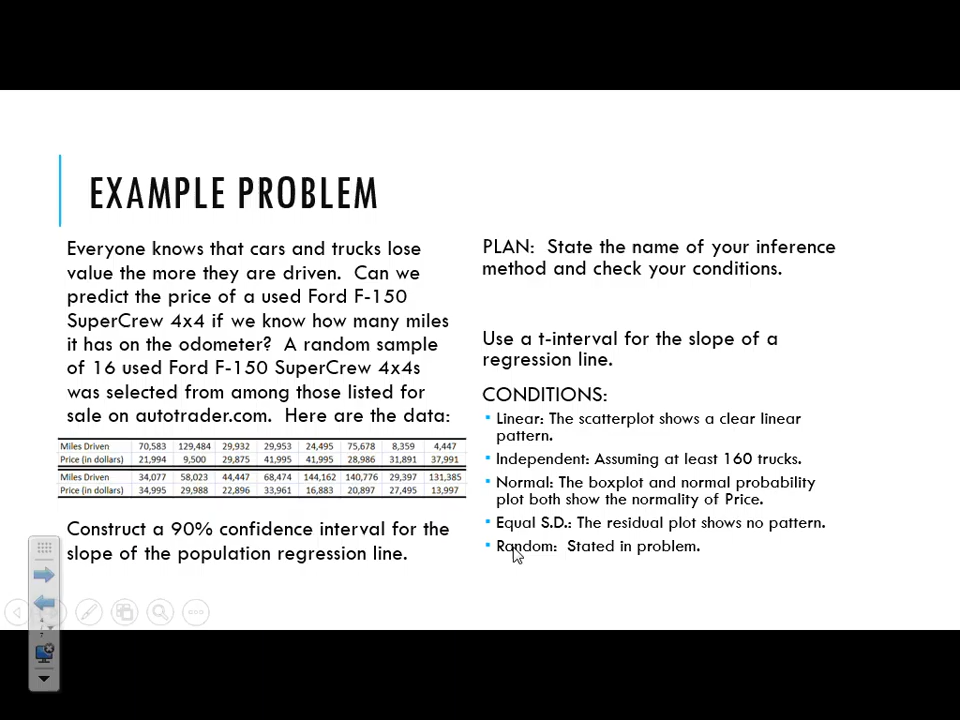 EXAMPLE PROBLEM
Everyone knows that cars and trucks lose
value the more they are driven. Can we
predict the price of a used Ford F-150
SuperCrew 4x4 if we know how many miles
it has on the odometer? A random sample
of 16 used Ford F-150 SuperCrew 4x4s
was selected from among those listed for
sale on autotrader.com. Here are the data:
Miles Driven 70,583 129,484 29,932 29,953 24,495 75,678 8,359 4,447
Price (in dollars) 21,994 9,500 29,875 41,995 41,995 28,986 31,891 37,991
Miles Driven 34,077 58,023 44,447 68,474 144,162 140,776 29,397 131,385
Price (in dollars) 34,995 29,988 22,896 33,961 16,883 20,897 27,495 13,997
Construct a 90% confidence interval for the
slope of the population regression line.
PLAN: State the name of your inference
method and check your conditions.
Use a t-interval for the slope of a
regression line.
CONDITIONS:
Linear: The scatterplot shows a clear linear
pattern.
Independent: Assuming at least 160 trucks.
Normal: The boxplot and normal probability
plot both show the normality of Price.
Equal S.D.: The residual plot shows no pattern.
Random: Stated in problem.